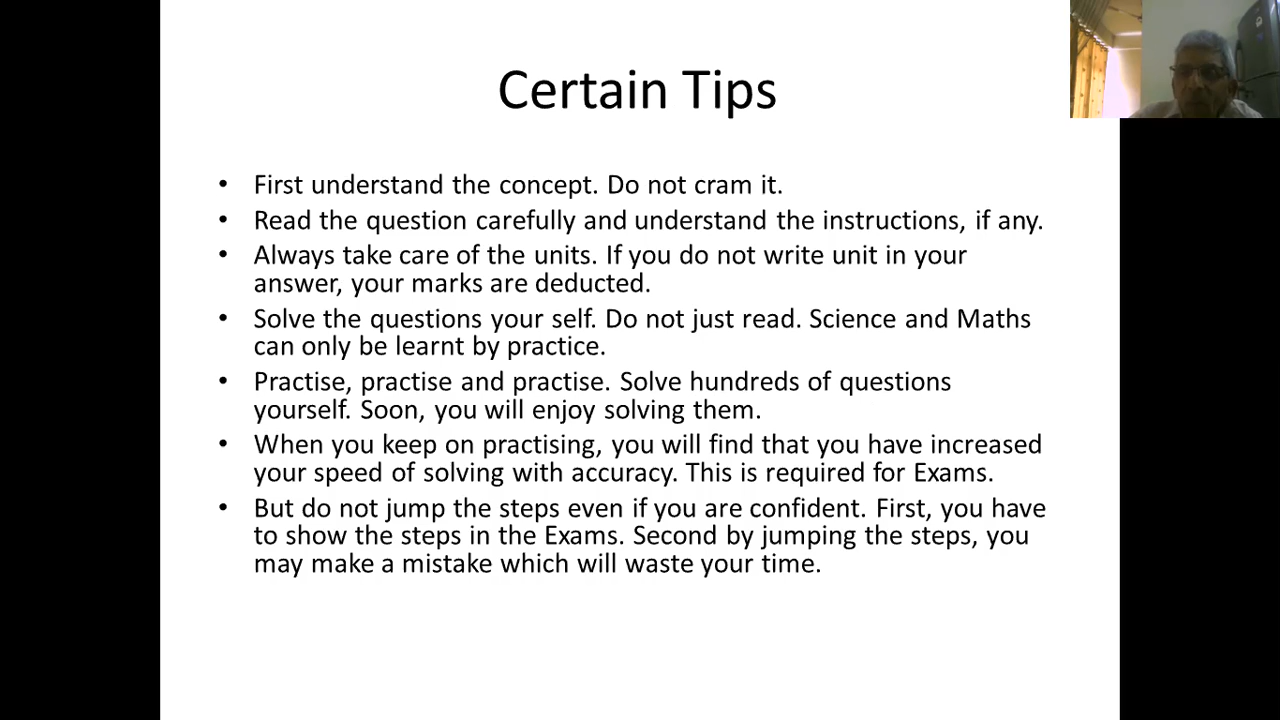 Certain Tips
• First understand the concept. Do not cram it.
• Read the question carefully and understand the instructions, if any.
• Always take care of the units. If you do not write unit in your
answer, your marks are deducted.
• Solve the questions your self. Do not just read. Science and Maths
can only be learnt by practice.
• Practise, practise and practise. Solve hundreds of questions
yourself. Soon, you will enjoy solving them.
• When you keep on practising, you will find that you have increased
your speed of solving with accuracy. This is required for Exams.
• But do not jump the steps even if you are confident. First, you have
to show the steps in the Exams. Second by jumping the steps, you
may make a mistake which will waste your time.